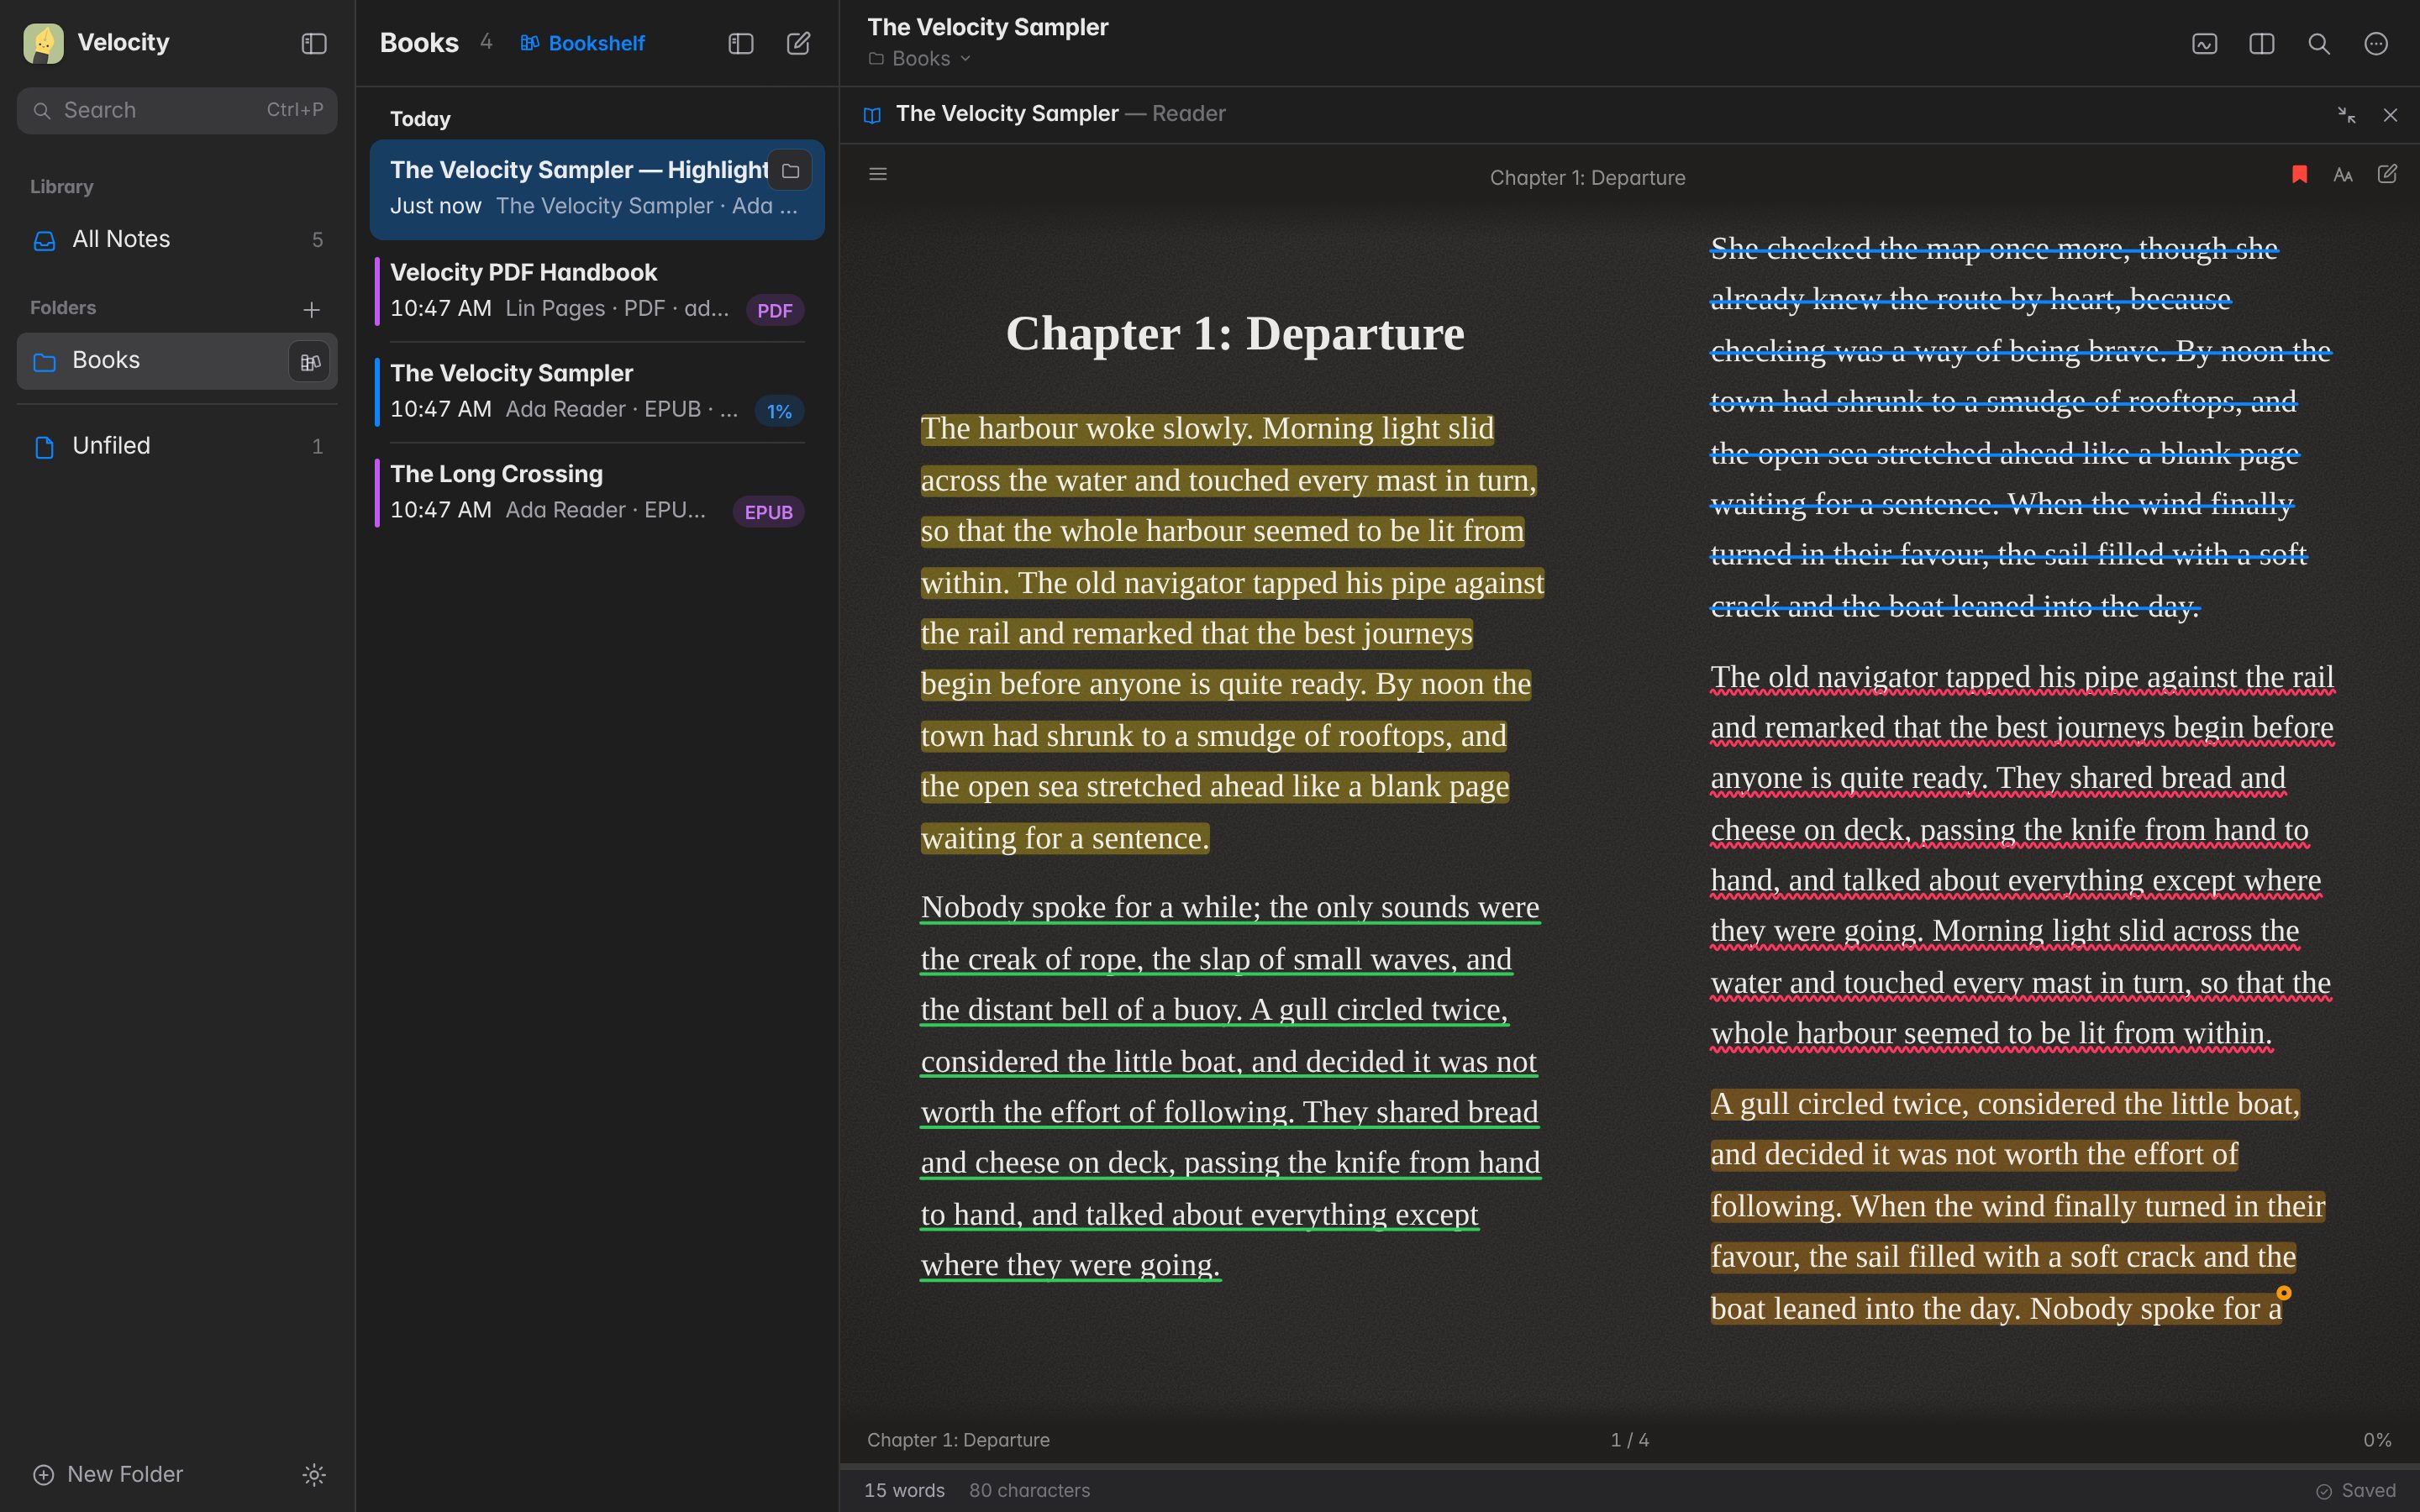 Velocity
Search Ctrl+P
Library
All Notes 5
Folders
Books
Unfiled 1
New Folder
Books 4 Bookshelf
Today
The Velocity Sampler — Highlight
Just now The Velocity Sampler · Ada ...
Velocity PDF Handbook
10:47 AM Lin Pages · PDF · ad... PDF
The Velocity Sampler
10:47 AM Ada Reader · EPUB · ... 1%
The Long Crossing
10:47 AM Ada Reader · EPU... EPUB
The Velocity Sampler
Books
The Velocity Sampler — Reader
Chapter 1: Departure
AA
Chapter 1: Departure
The harbour woke slowly. Morning light slid
across the water and touched every mast in turn,
so that the whole harbour seemed to be lit from
within. The old navigator tapped his pipe against
the rail and remarked that the best journeys
begin before anyone is quite ready. By noon the
town had shrunk to a smudge of rooftops, and
the open sea stretched ahead like a blank page
waiting for a sentence.
Nobody spoke for a while; the only sounds were
the creak of rope, the slap of small waves, and
the distant bell of a buoy. A gull circled twice,
considered the little boat, and decided it was not
worth the effort of following. They shared bread
and cheese on deck, passing the knife from hand
to hand, and talked about everything except
where they were going.
She checked the map once more, though she
already knew the route by heart, because
checking was a way of being brave. By noon the
town had shrunk to a smudge of rooftops, and
the open sea stretched ahead like a blank page
waiting for a sentence. When the wind finally
turned in their favour, the sail filled with a soft
crack and the boat leaned into the day.
The old navigator tapped his pipe against the rail
and remarked that the best journeys begin before
anyone is quite ready. They shared bread and
cheese on deck, passing the knife from hand to
hand, and talked about everything except where
they were going. Morning light slid across the
water and touched every mast in turn, so that the
whole harbour seemed to be lit from within.
A gull circled twice, considered the little boat,
and decided it was not worth the effort of
following. When the wind finally turned in their
favour, the sail filled with a soft crack and the
boat leaned into the day. Nobody spoke for a
Chapter 1: Departure 1 / 4 0%
15 words 80 characters Saved